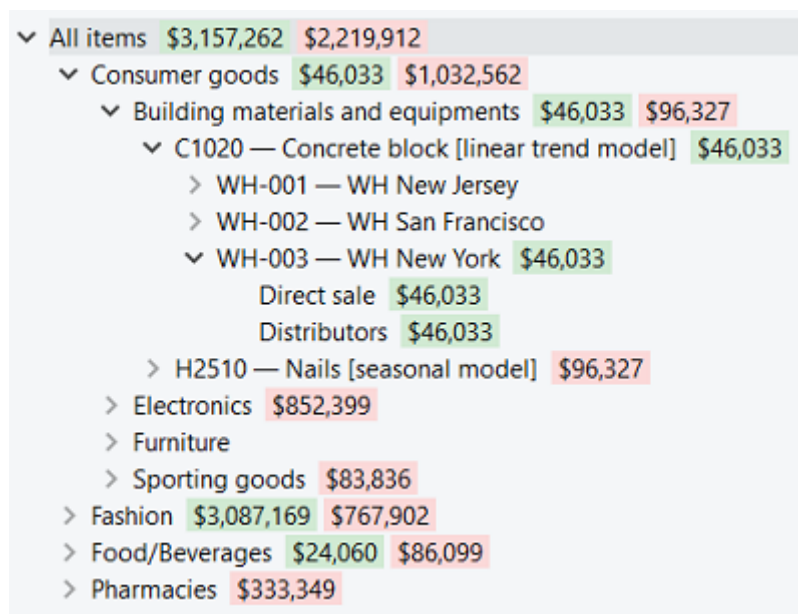 All items $3,157,262 $2,219,912
Consumer goods $46,033 $1,032,562
Building materials and equipments $46,033 $96,327
C1020 — Concrete block [linear trend model] $46,033
WH-001 — WH New Jersey
WH-002 — WH San Francisco
WH-003 — WH New York $46,033
Direct sale $46,033
Distributors $46,033
H2510 — Nails [seasonal model] $96,327
Electronics $852,399
Furniture
Sporting goods $83,836
Fashion $3,087,169 $767,902
Food/Beverages $24,060 $86,099
Pharmacies $333,349